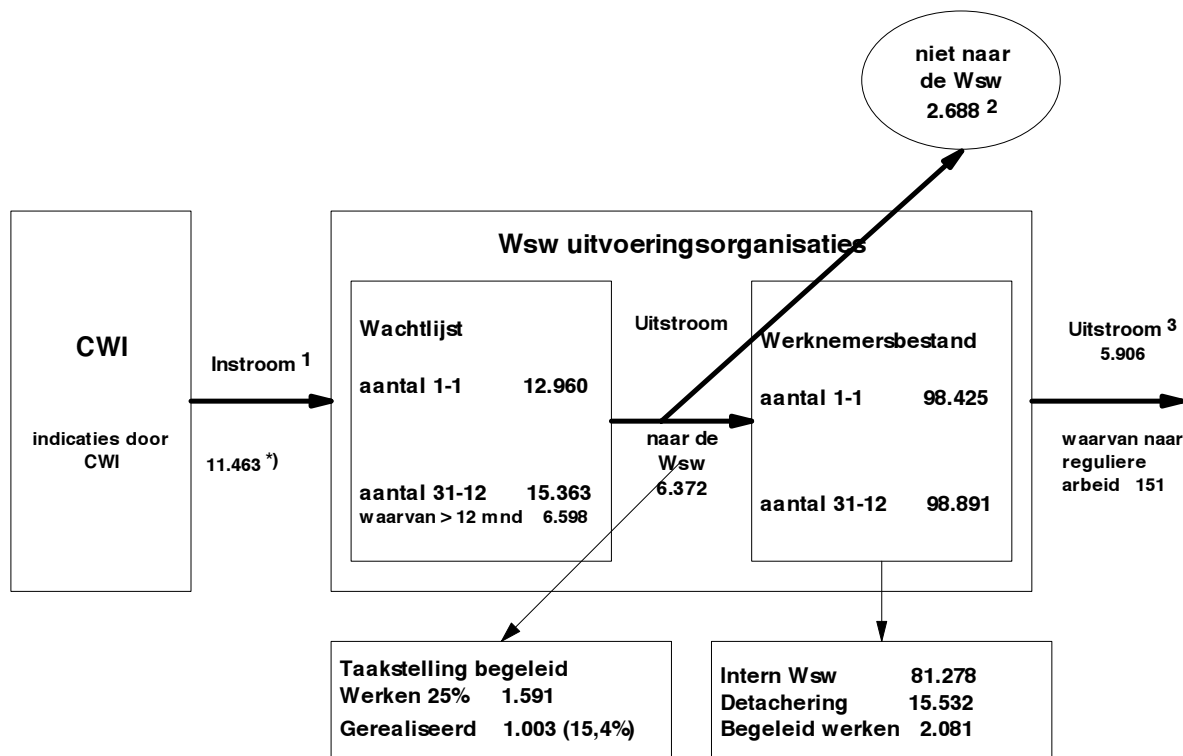 niet naar
de Wsw
2.688 2
Wsw uitvoeringsorganisaties
CWI
indicaties door
CWI
Instroom 1
11.463 *)
Wachtlijst
aantal 1-1 12.960
aantal 31-12 15.363
waarvan > 12 mnd 6.598
Uitstroom
naar de
Wsw
6.372
Werknemersbestand
aantal 1-1 98.425
aantal 31-12 98.891
Uitstroom 3
5.906
waarvan naar
reguliere
arbeid 151
Taakstelling begeleid
Werken 25% 1.591
Gerealiseerd 1.003 (15,4%)
Intern Wsw 81.278
Detachering 15.532
Begeleid werken 2.081